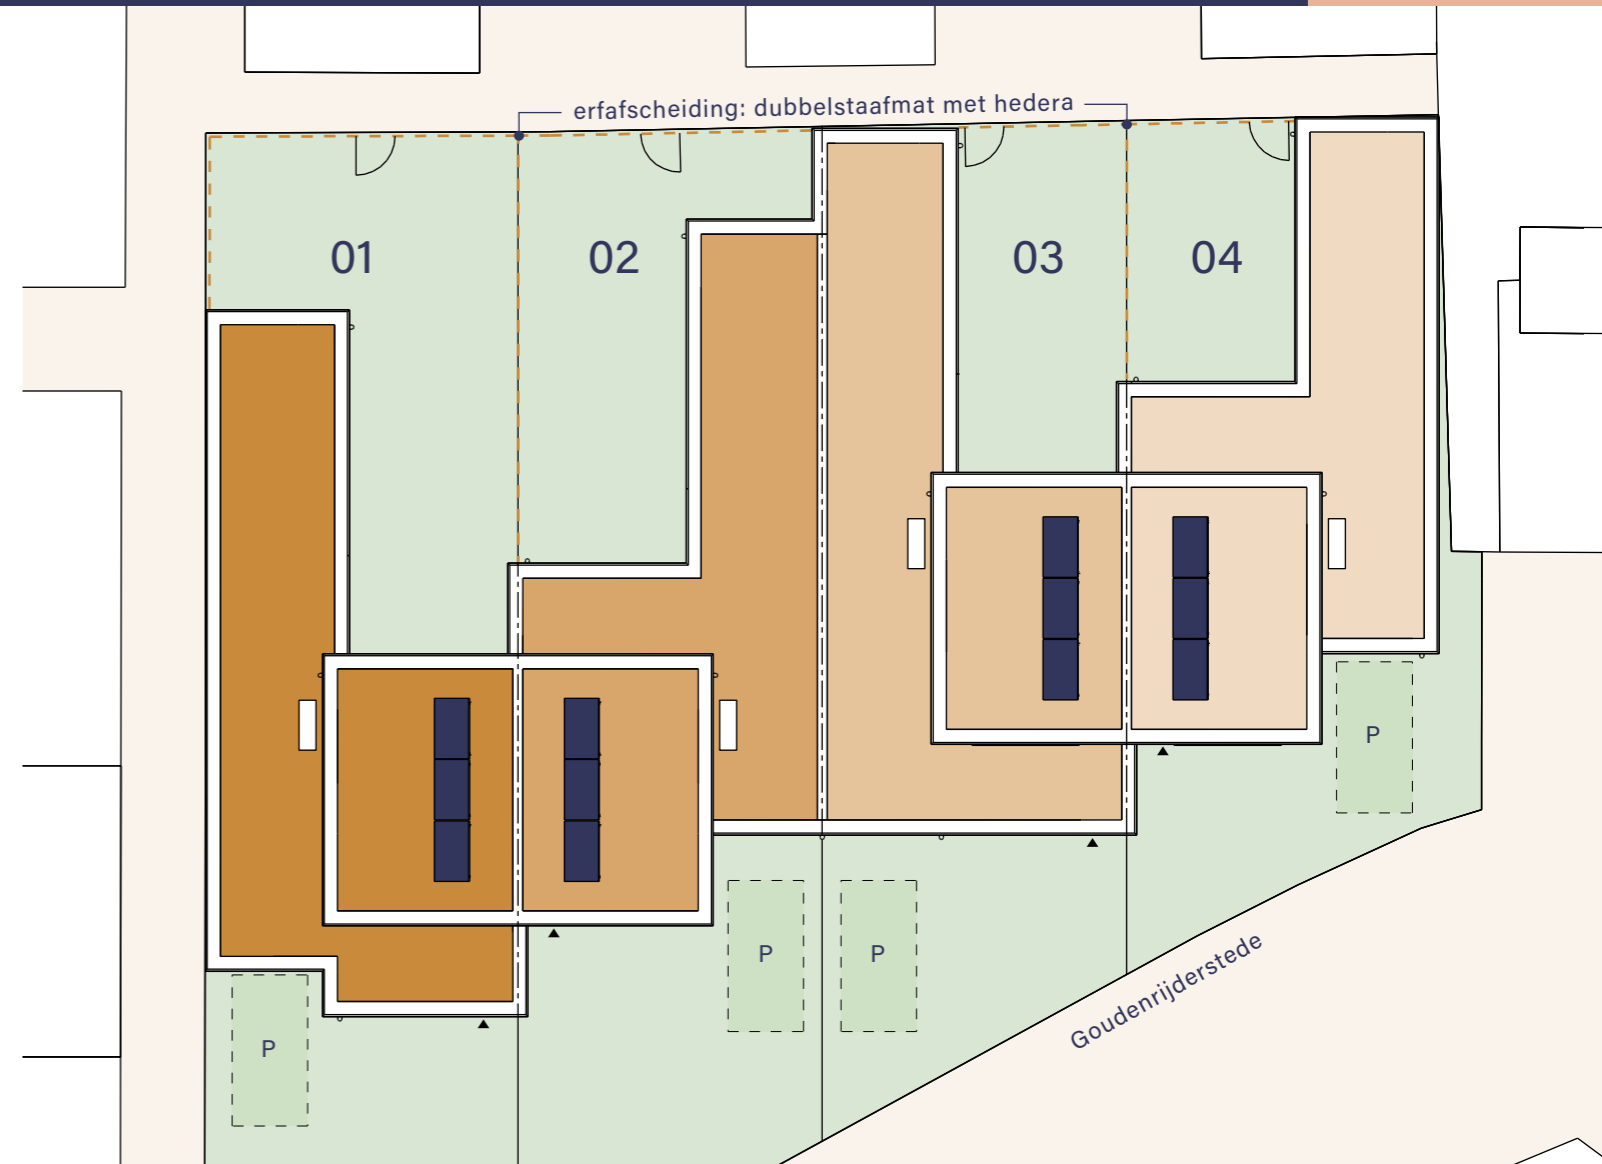 erfafscheiding: dubbelstaafmat met hedera
01
02
03
04
P
P
P
P
Goudenrijderstede